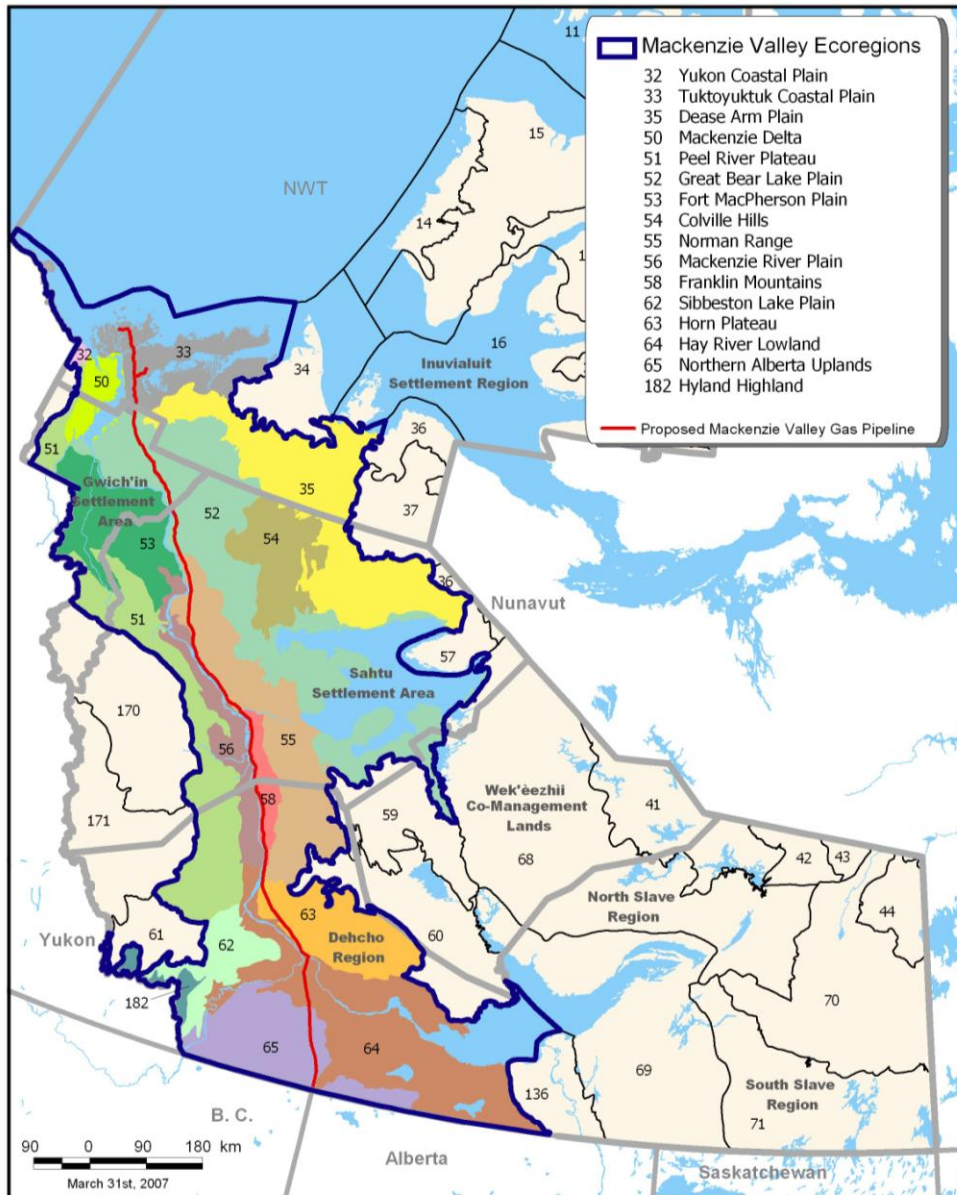 Mackenzie Valley Ecoregions
32 Yukon Coastal Plain
33 Tuktoyuktuk Coastal Plain
35 Dease Arm Plain
50 Mackenzie Delta
51 Peel River Plateau
52 Great Bear Lake Plain
53 Fort MacPherson Plain
54 Colville Hills
55 Norman Range
56 Mackenzie River Plain
58 Franklin Mountains
62 Sibbeston Lake Plain
63 Horn Plateau
64 Hay River Lowland
65 Northern Alberta Uplands
182 Hyland Highland
Proposed Mackenzie Valley Gas Pipeline
11
15
NWT
14
16
Inuvialuit
Settlement Region
32
33
34
50
36
51
35
37
Gwich'in
Settlement
Area
52
54
53
36
Nunavut
51
57
Sahtu
Settlement Area
170
56
55
58
59
Wek'èezhii
Co-Management
Lands
41
171
68
42
43
44
North Slave
Region
63
Dehcho
Region
60
Yukon
61
62
182
70
65
64
136
69
South Slave
Region
71
B. C.
Alberta
Saskatchewan
90 0 90 180 km
March 31st, 2007